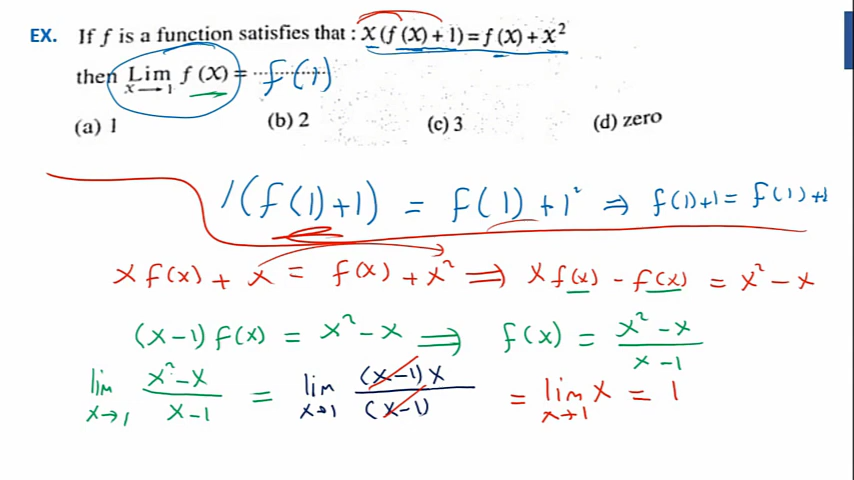 EX. If f is a function satisfies that : x(f(x)+1)=f(x)+x²
then Lim x→1 f(x) = ............ f(1)
(a) 1 (b) 2 (c) 3 (d) zero
1(f(1)+1) = f(1)+1² ⇒ f(1)+1 = f(1)+1
x f(x) + x = f(x) + x² ⟹ x f(x) - f(x) = x² - x
(x-1) f(x) = x² - x ⟹ f(x) = (x² - x)/(x - 1)
lim x→1 (x² - x)/(x - 1) = lim x→1 ((x-1)x)/((x-1)) = lim x→1 x = 1